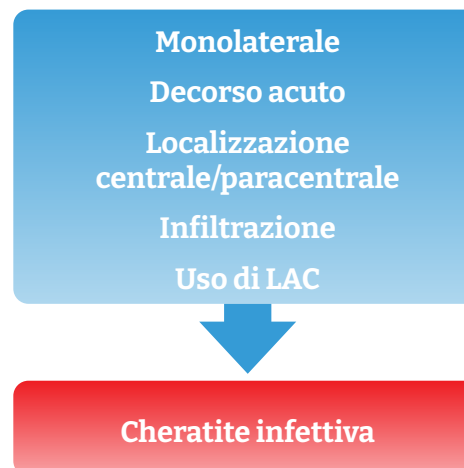 Monolaterale
Decorso acuto
Localizzazione
centrale/paracentrale
Infiltrazione
Uso di LAC
Cheratite infettiva